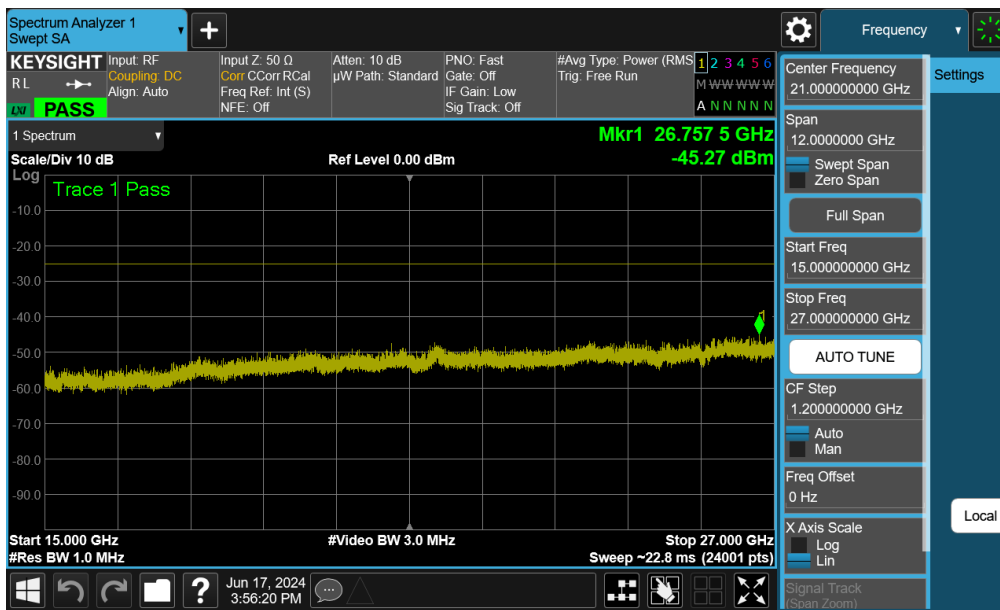 Spectrum Analyzer 1
Swept SA
Frequency
KEYSIGHT
RL
LXI
PASS
Input: RF
Coupling: DC
Align: Auto
Input Z: 50 Ω
Corr CCorr RCal
Freq Ref: Int (S)
NFE: Off
Atten: 10 dB
µW Path: Standard
PNO: Fast
Gate: Off
IF Gain: Low
Sig Track: Off
#Avg Type: Power (RMS
Trig: Free Run
1 2 3 4 5 6
M W W W W W
A N N N N N
1 Spectrum
Mkr1 26.757 5 GHz
Scale/Div 10 dB
Ref Level 0.00 dBm
-45.27 dBm
Log
Trace 1 Pass
-10.0
-20.0
-30.0
-40.0
-50.0
-60.0
-70.0
-80.0
-90.0
1
Start 15.000 GHz
#Video BW 3.0 MHz
Stop 27.000 GHz
#Res BW 1.0 MHz
Sweep ~22.8 ms (24001 pts)
Jun 17, 2024
3:56:20 PM
Center Frequency
21.000000000 GHz
Span
12.0000000 GHz
Swept Span
Zero Span
Full Span
Start Freq
15.000000000 GHz
Stop Freq
27.000000000 GHz
AUTO TUNE
CF Step
1.200000000 GHz
Auto
Man
Freq Offset
0 Hz
X Axis Scale
Log
Lin
Signal Track
(Span Zoom)
Settings
Local